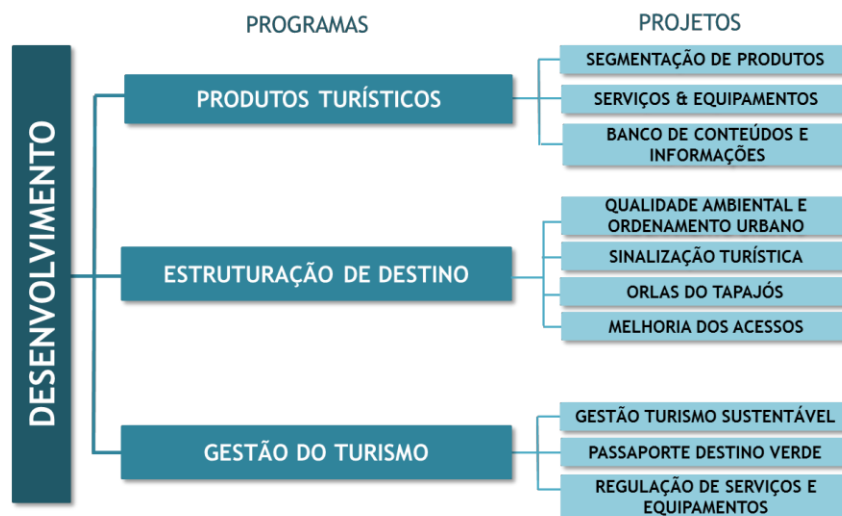 PROGRAMAS
PROJETOS
DESENVOLVIMENTO
PRODUTOS TURÍSTICOS
SEGMENTAÇÃO DE PRODUTOS
SERVIÇOS & EQUIPAMENTOS
BANCO DE CONTEÚDOS E
INFORMAÇÕES
ESTRUTURAÇÃO DE DESTINO
QUALIDADE AMBIENTAL E
ORDENAMENTO URBANO
SINALIZAÇÃO TURÍSTICA
ORLAS DO TAPAJÓS
MELHORIA DOS ACESSOS
GESTÃO DO TURISMO
GESTÃO TURISMO SUSTENTÁVEL
PASSAPORTE DESTINO VERDE
REGULAÇÃO DE SERVIÇOS E
EQUIPAMENTOS